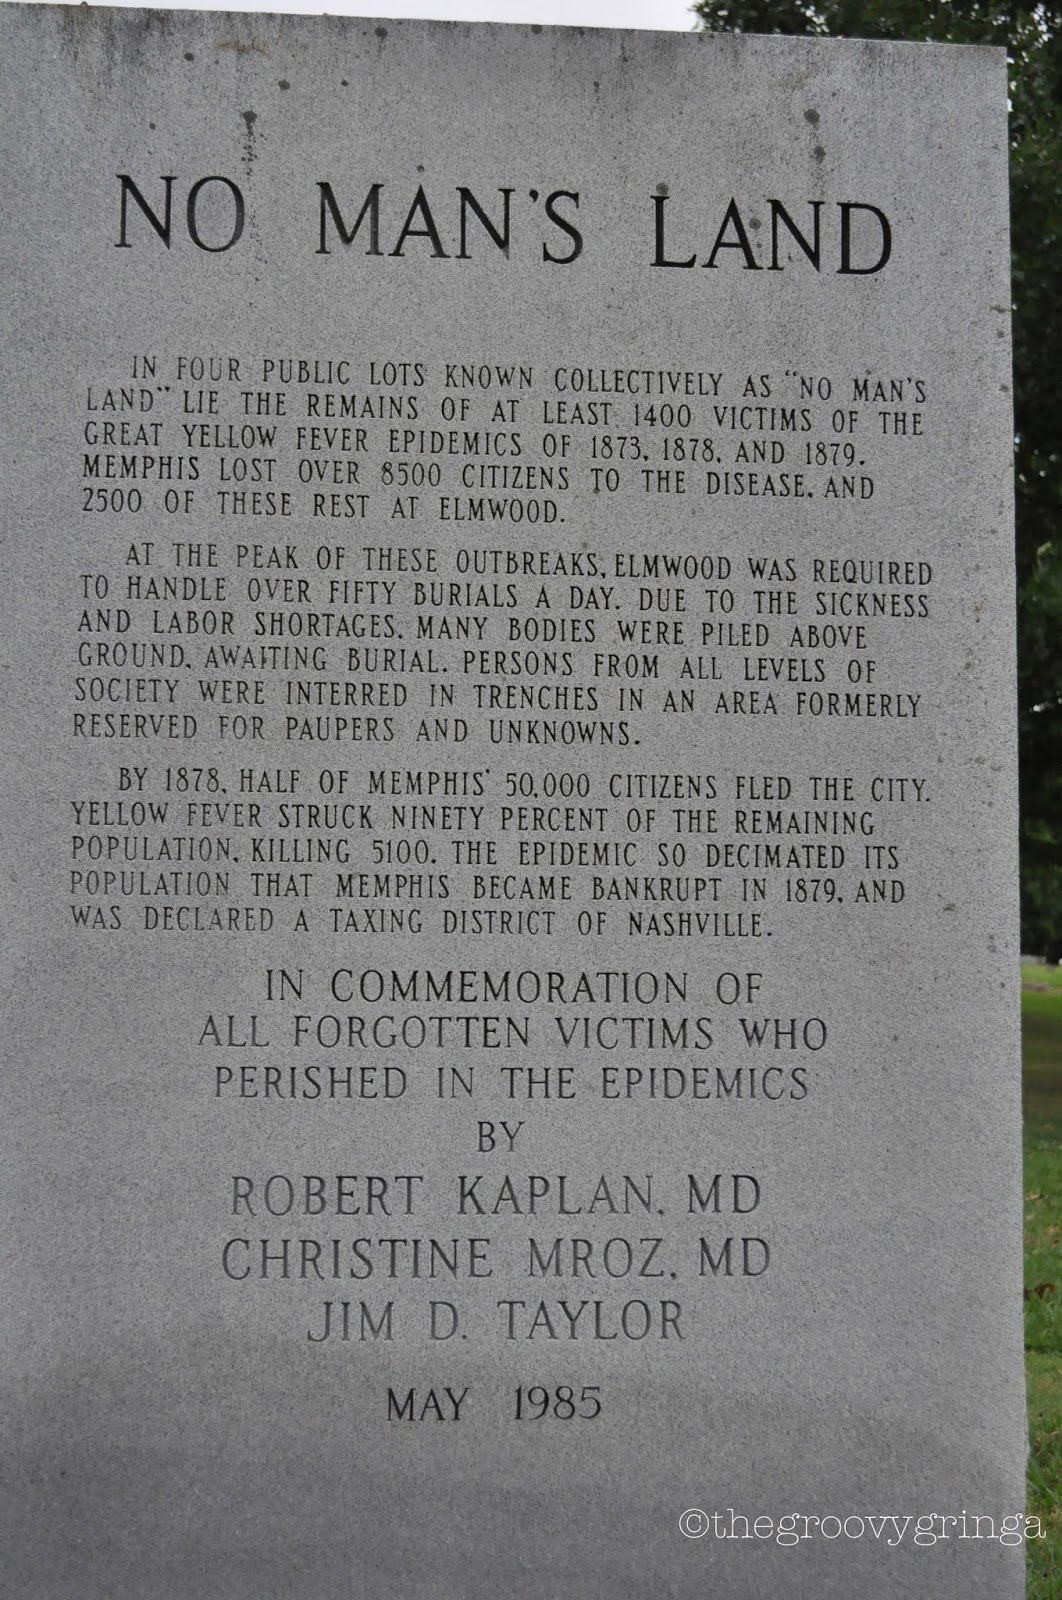 NO MAN'S LAND
IN FOUR PUBLIC LOTS KNOWN COLLECTIVELY AS "NO MAN'S
LAND" LIE THE REMAINS OF AT LEAST 1400 VICTIMS OF THE
GREAT YELLOW FEVER EPIDEMICS OF 1873, 1878, AND 1879.
MEMPHIS LOST OVER 8500 CITIZENS TO THE DISEASE, AND
2500 OF THESE REST AT ELMWOOD.
AT THE PEAK OF THESE OUTBREAKS, ELMWOOD WAS REQUIRED
TO HANDLE OVER FIFTY BURIALS A DAY. DUE TO THE SICKNESS
AND LABOR SHORTAGES, MANY BODIES WERE PILED ABOVE
GROUND, AWAITING BURIAL. PERSONS FROM ALL LEVELS OF
SOCIETY WERE INTERRED IN TRENCHES IN AN AREA FORMERLY
RESERVED FOR PAUPERS AND UNKNOWNS.
BY 1878, HALF OF MEMPHIS' 50,000 CITIZENS FLED THE CITY.
YELLOW FEVER STRUCK NINETY PERCENT OF THE REMAINING
POPULATION, KILLING 5100. THE EPIDEMIC SO DECIMATED ITS
POPULATION THAT MEMPHIS BECAME BANKRUPT IN 1879, AND
WAS DECLARED A TAXING DISTRICT OF NASHVILLE.
IN COMMEMORATION OF
ALL FORGOTTEN VICTIMS WHO
PERISHED IN THE EPIDEMICS
BY
ROBERT KAPLAN, MD
CHRISTINE MROZ, MD
JIM D. TAYLOR
MAY 1985
©thegroovygringa